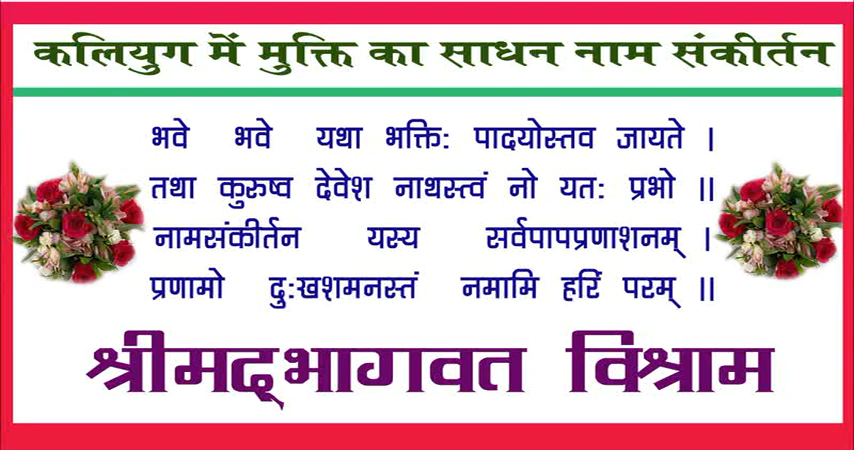 कलियुग में मुक्ति का साधन नाम संकीर्तन
भवे भवे यथा भक्तिः पादयोस्तव जायते ।
तथा कुरुष्व देवेश नाथस्त्वं नो यतः प्रभो ।।
नामसंकीर्तन यस्य सर्वपापप्रणाशनम् ।
प्रणामो दुःखशमनस्तं नमामि हरिं परम् ।।
श्रीमद्भागवत विश्राम